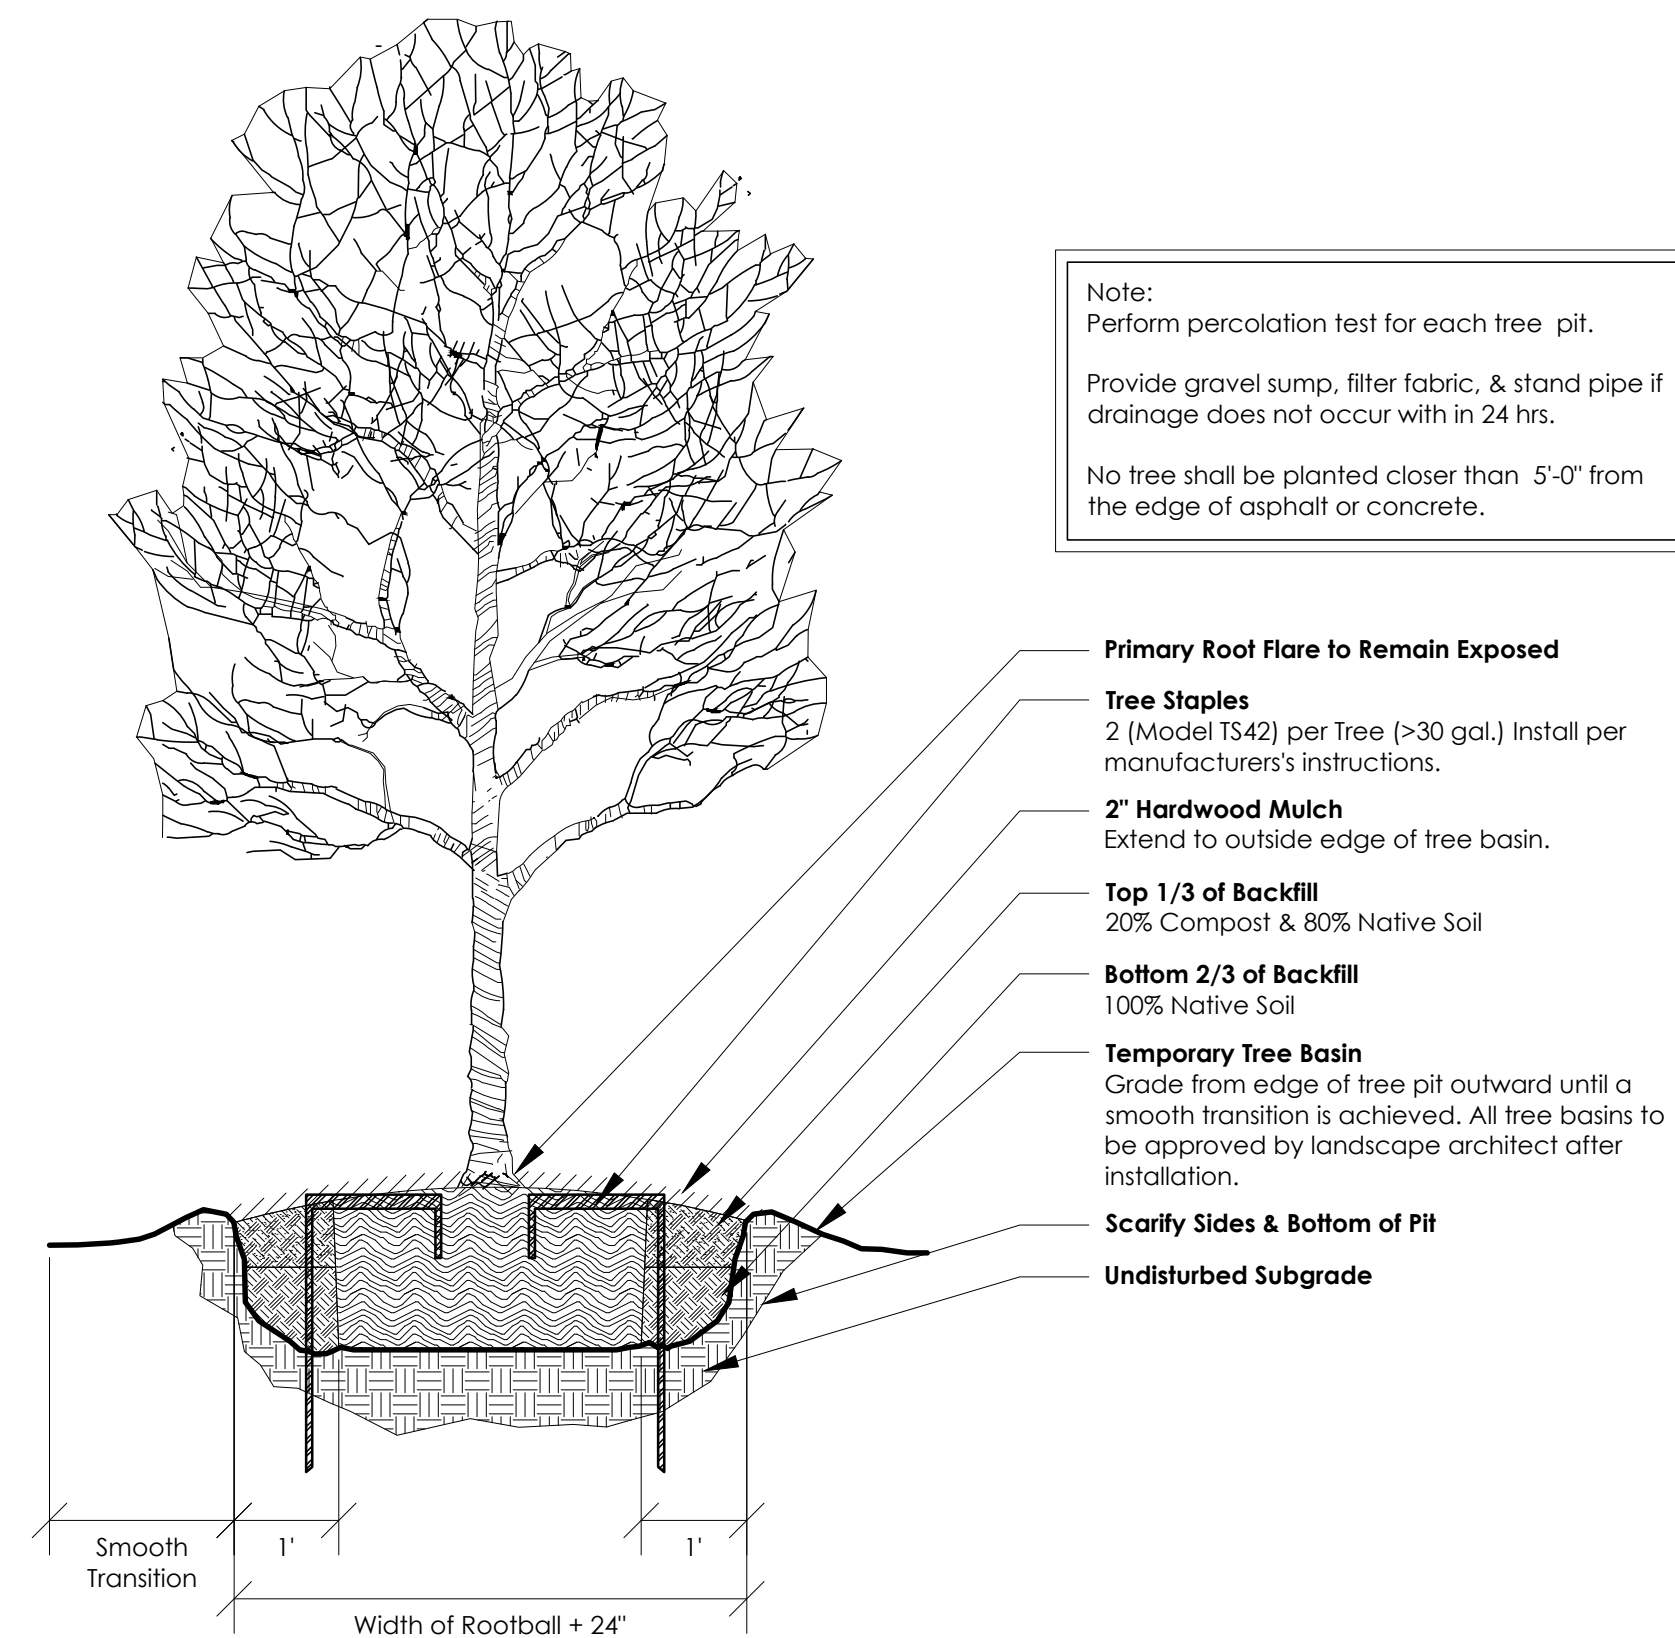 Note:
Perform percolation test for each tree pit.
Provide gravel sump, filter fabric, & stand pipe if
drainage does not occur with in 24 hrs.
No tree shall be planted closer than 5'-0" from
the edge of asphalt or concrete.
Primary Root Flare to Remain Exposed
Tree Staples
2 (Model TS42) per Tree (>30 gal.) Install per
manufacturers's instructions.
2" Hardwood Mulch
Extend to outside edge of tree basin.
Top 1/3 of Backfill
20% Compost & 80% Native Soil
Bottom 2/3 of Backfill
100% Native Soil
Temporary Tree Basin
Grade from edge of tree pit outward until a
smooth transition is achieved. All tree basins to
be approved by landscape architect after
installation.
Scarify Sides & Bottom of Pit
Undisturbed Subgrade
Smooth
Transition
1'
1'
Width of Rootball + 24"